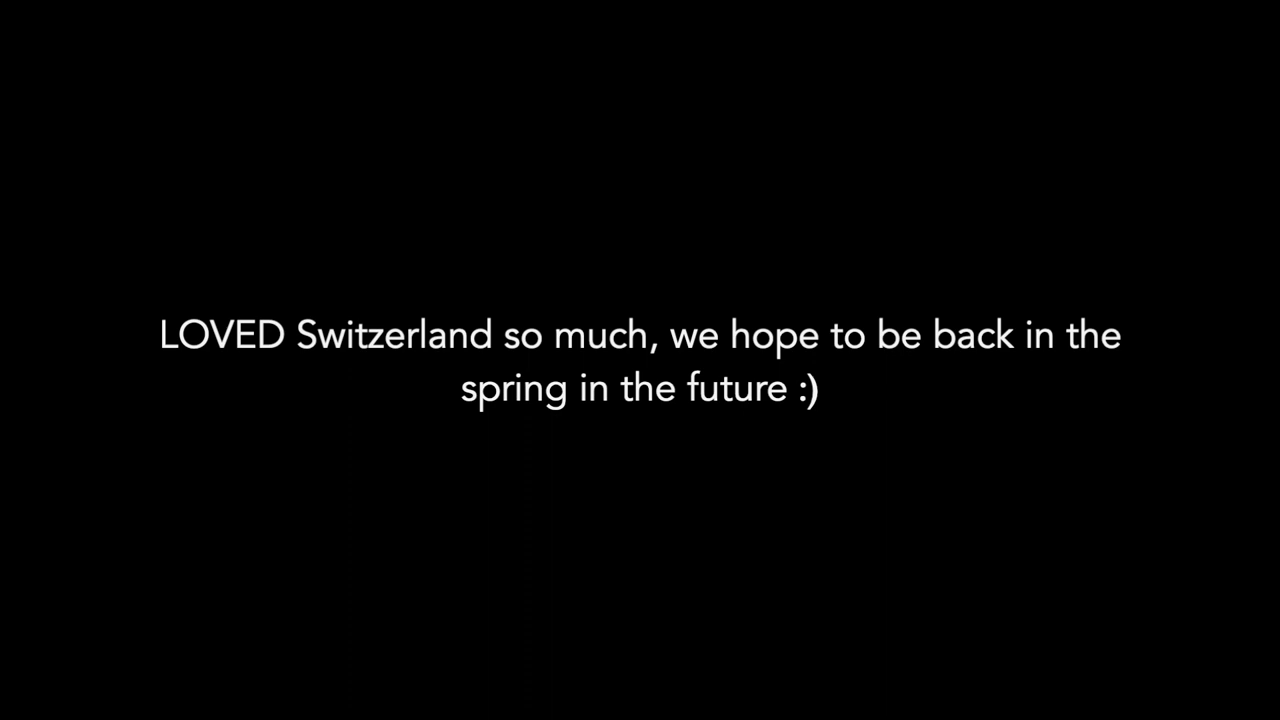 LOVED Switzerland so much, we hope to be back in the
spring in the future :)